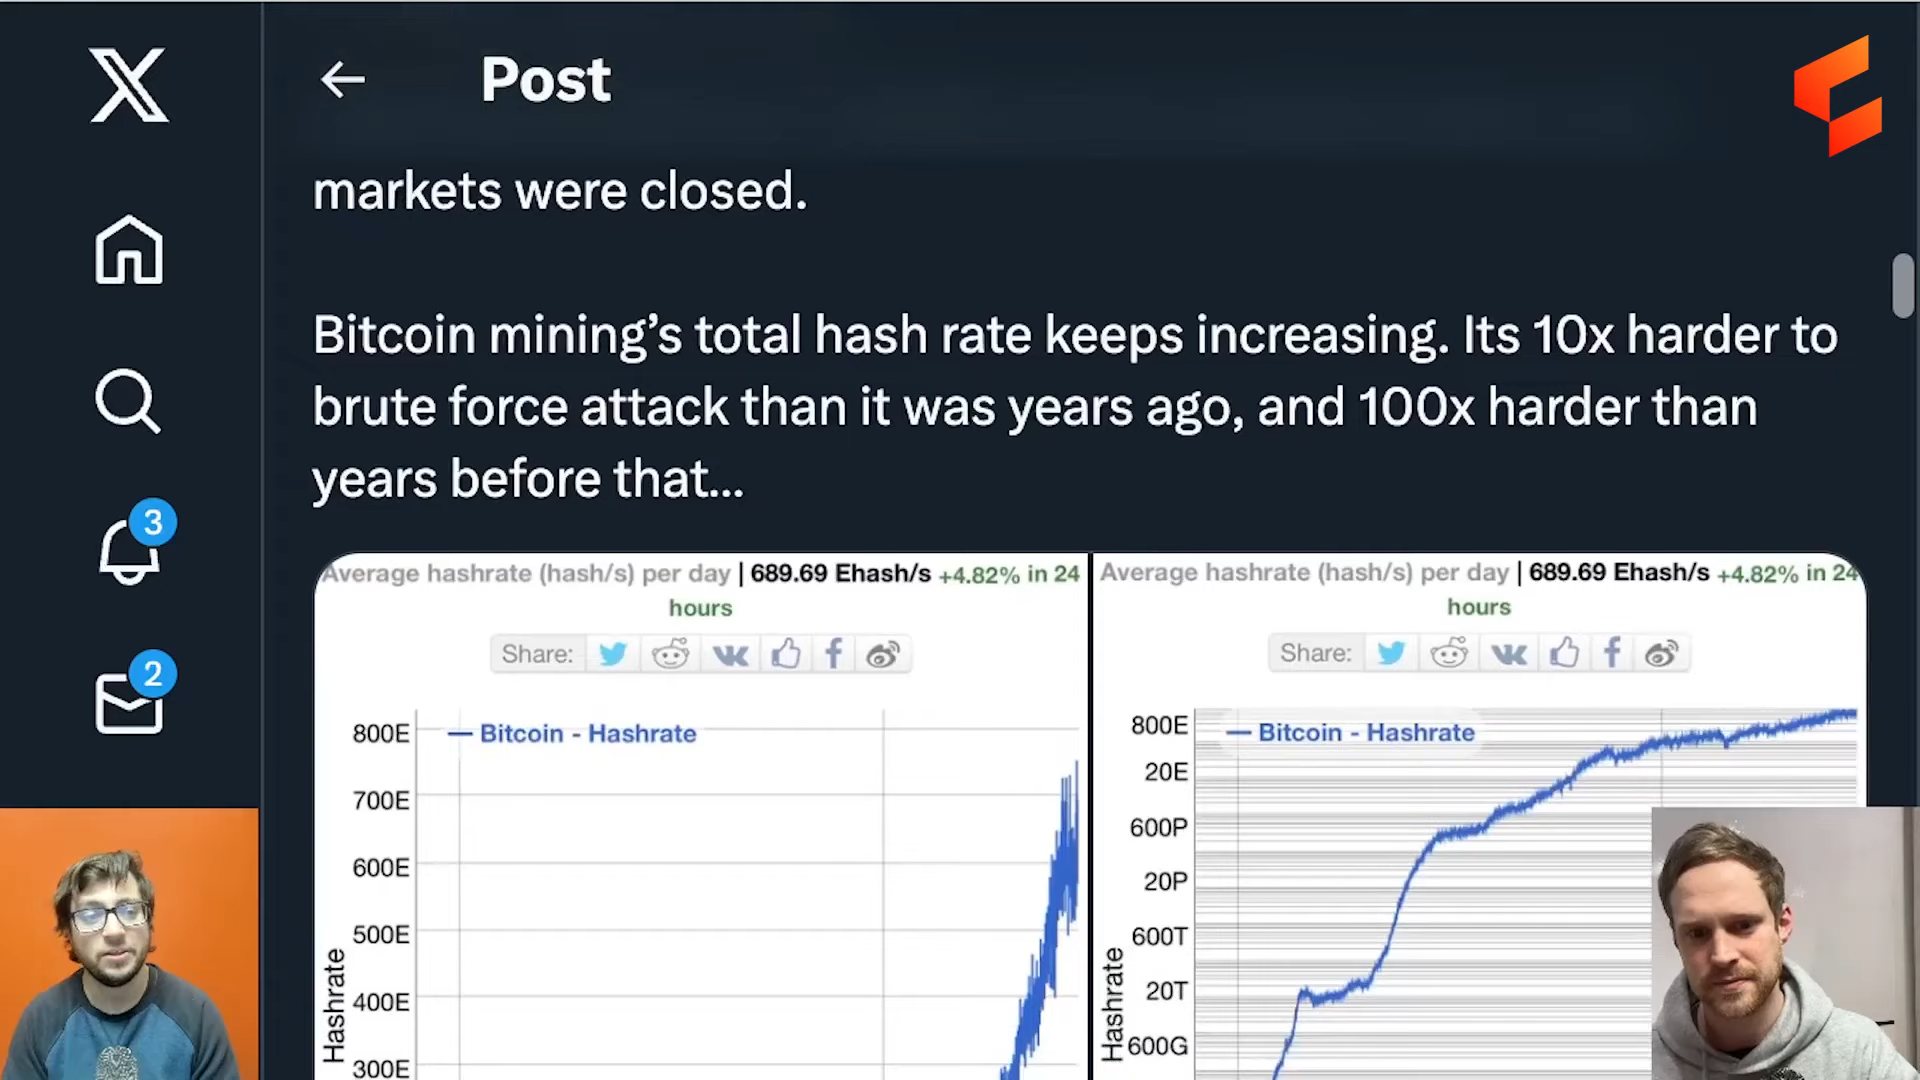 Post
markets were closed.
Bitcoin mining’s total hash rate keeps increasing. Its 10x harder to
brute force attack than it was years ago, and 100x harder than
years before that...
3
2
Average hashrate (hash/s) per day | 689.69 Ehash/s +4.82% in 24
hours
Share:
800E
Bitcoin - Hashrate
700E
600E
500E
400E
300E
Hashrate
Average hashrate (hash/s) per day | 689.69 Ehash/s +4.82% in 24
hours
Share:
800E
Bitcoin - Hashrate
20E
600P
20P
600T
20T
600G
Hashrate